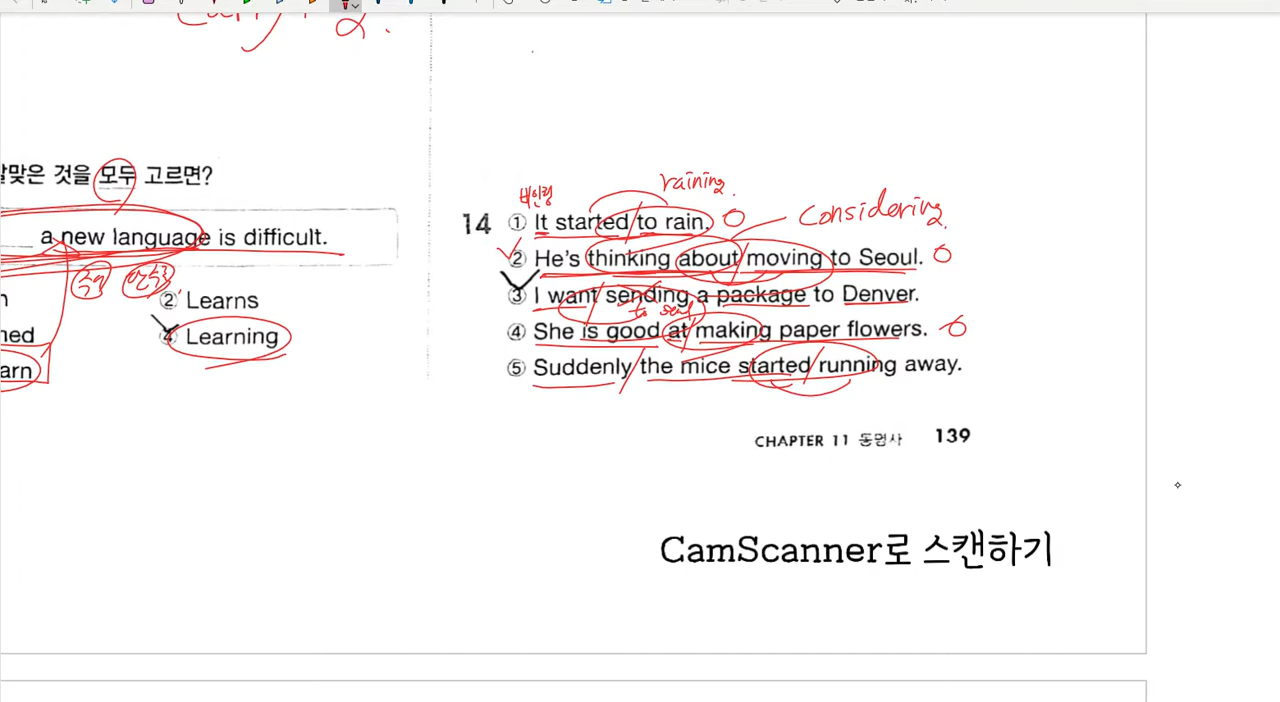 알맞은 것을 모두 고르면?
a new language is difficult.
② Learns
④ Learning
비인칭
raining.
14 ① It started to rain.
Considering
② He's thinking about moving to Seoul.
③ I want sending a package to Denver.
to send
④ She is good at making paper flowers.
⑤ Suddenly the mice started running away.
CHAPTER 11 동명사 139
CamScanner로 스캔하기